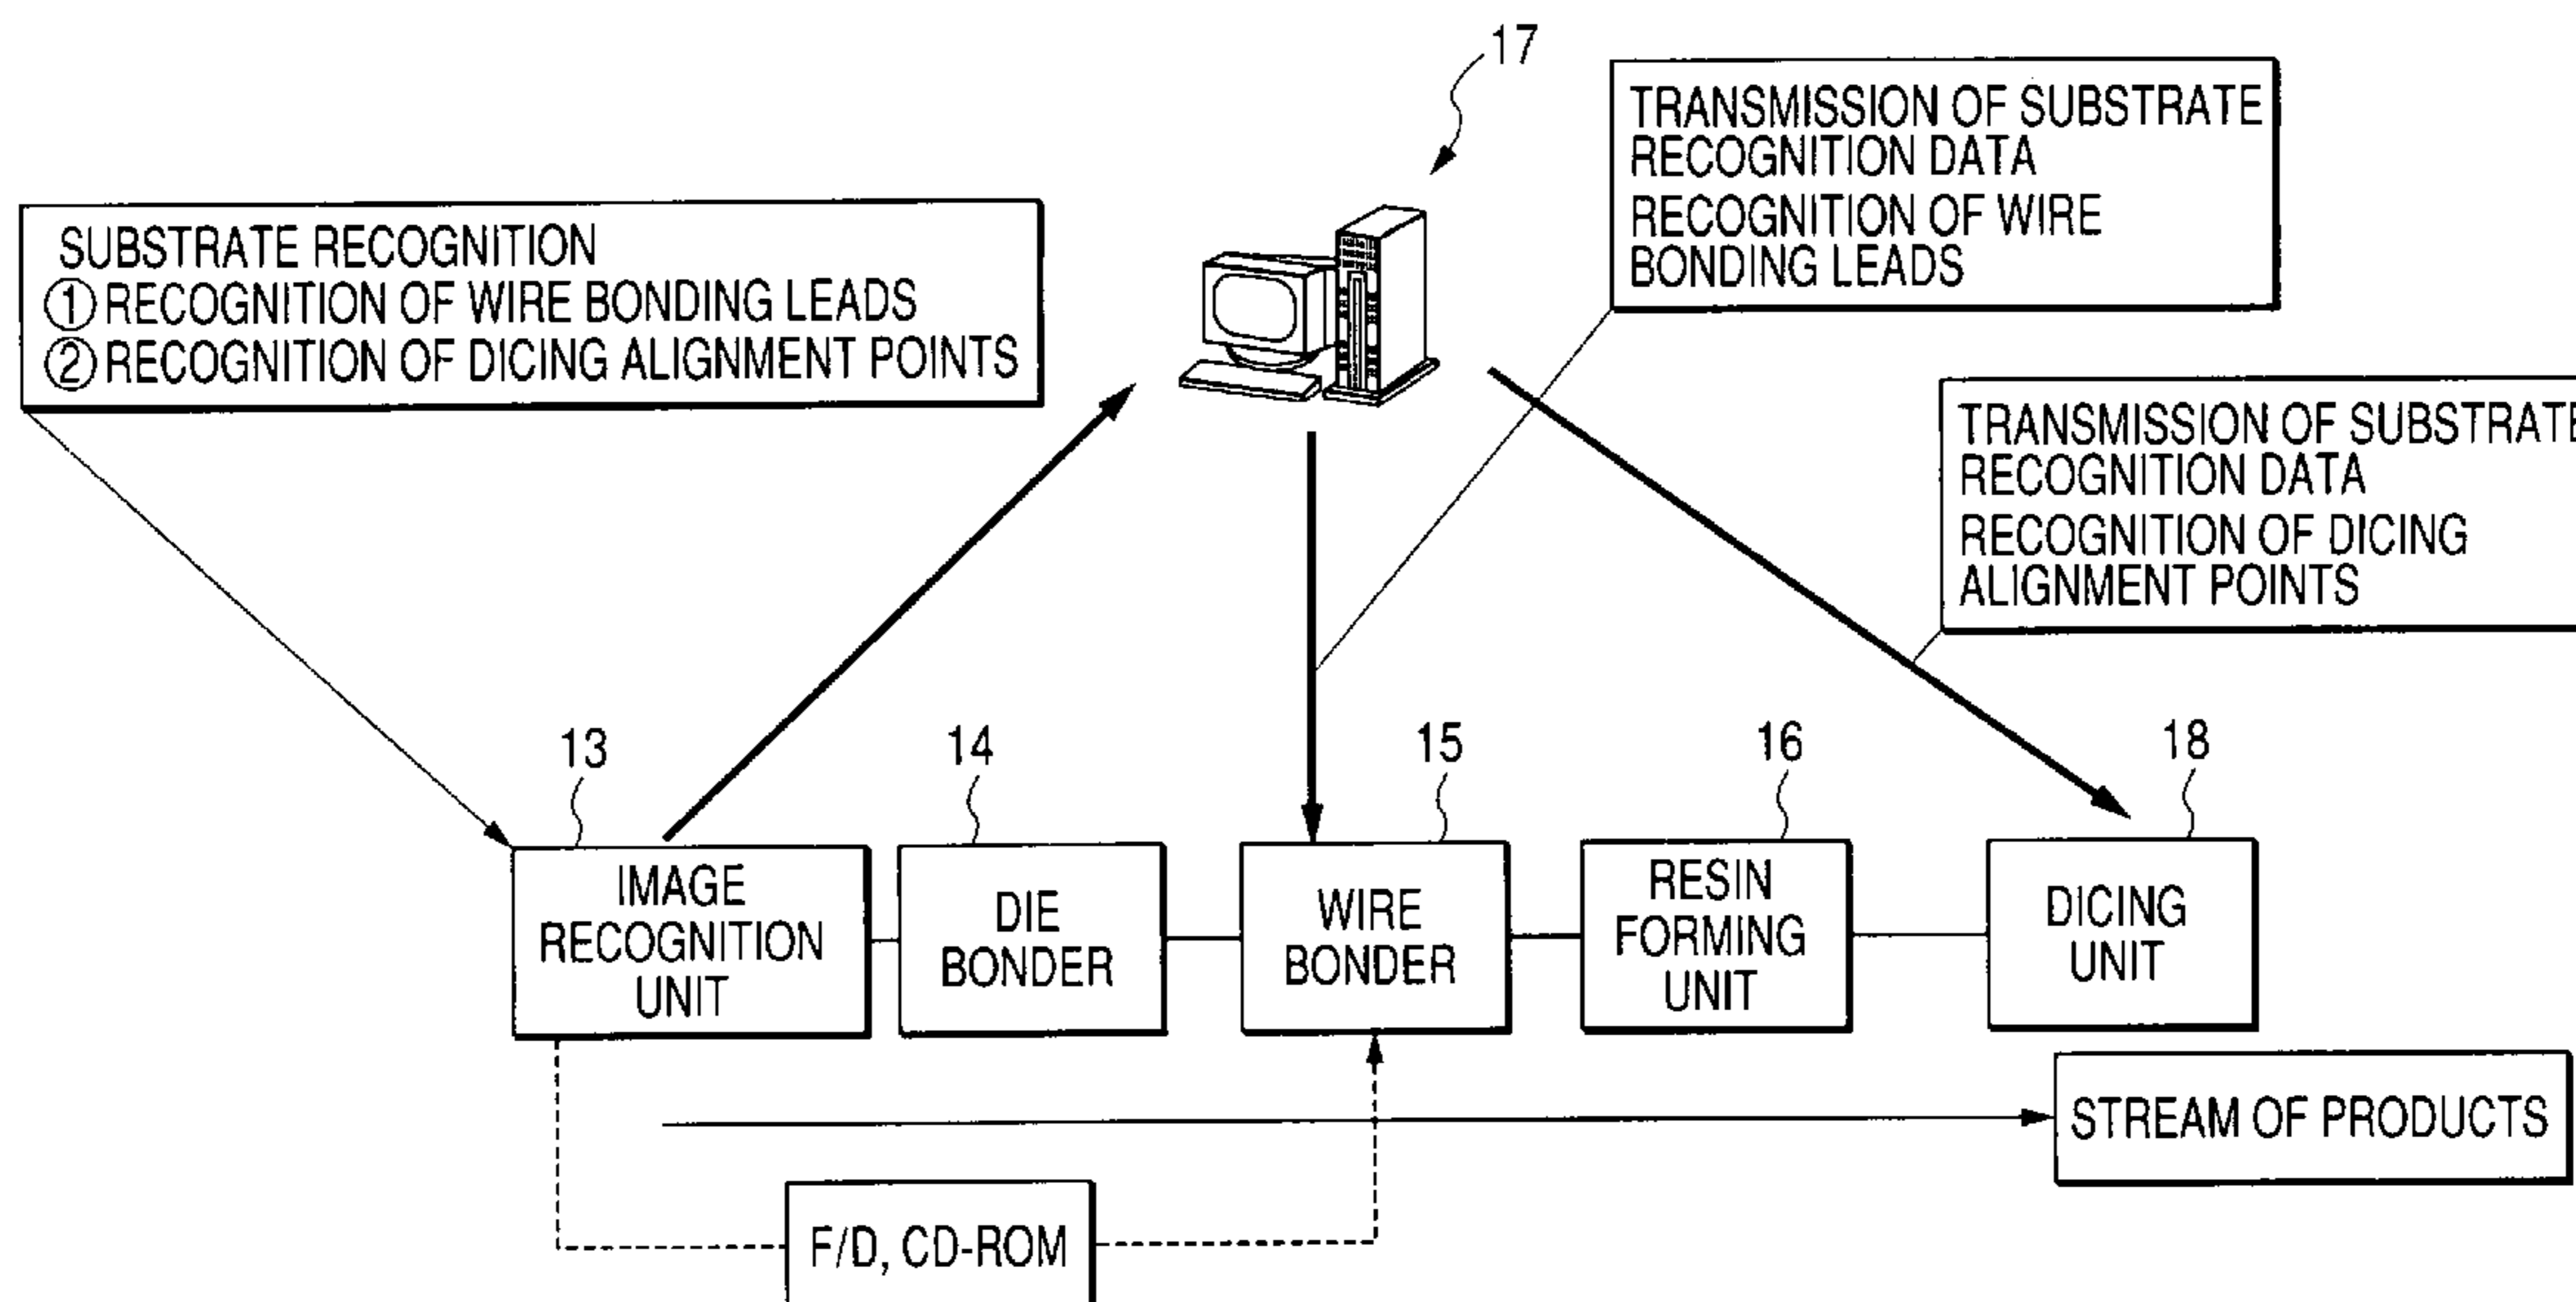 17
TRANSMISSION OF SUBSTRATE
RECOGNITION DATA
RECOGNITION OF WIRE
BONDING LEADS
SUBSTRATE RECOGNITION
① RECOGNITION OF WIRE BONDING LEADS
② RECOGNITION OF DICING ALIGNMENT POINTS
TRANSMISSION OF SUBSTRATE
RECOGNITION DATA
RECOGNITION OF DICING
ALIGNMENT POINTS
13
14
15
16
18
IMAGE
RECOGNITION
UNIT
DIE
BONDER
WIRE
BONDER
RESIN
FORMING
UNIT
DICING
UNIT
STREAM OF PRODUCTS
F/D, CD-ROM